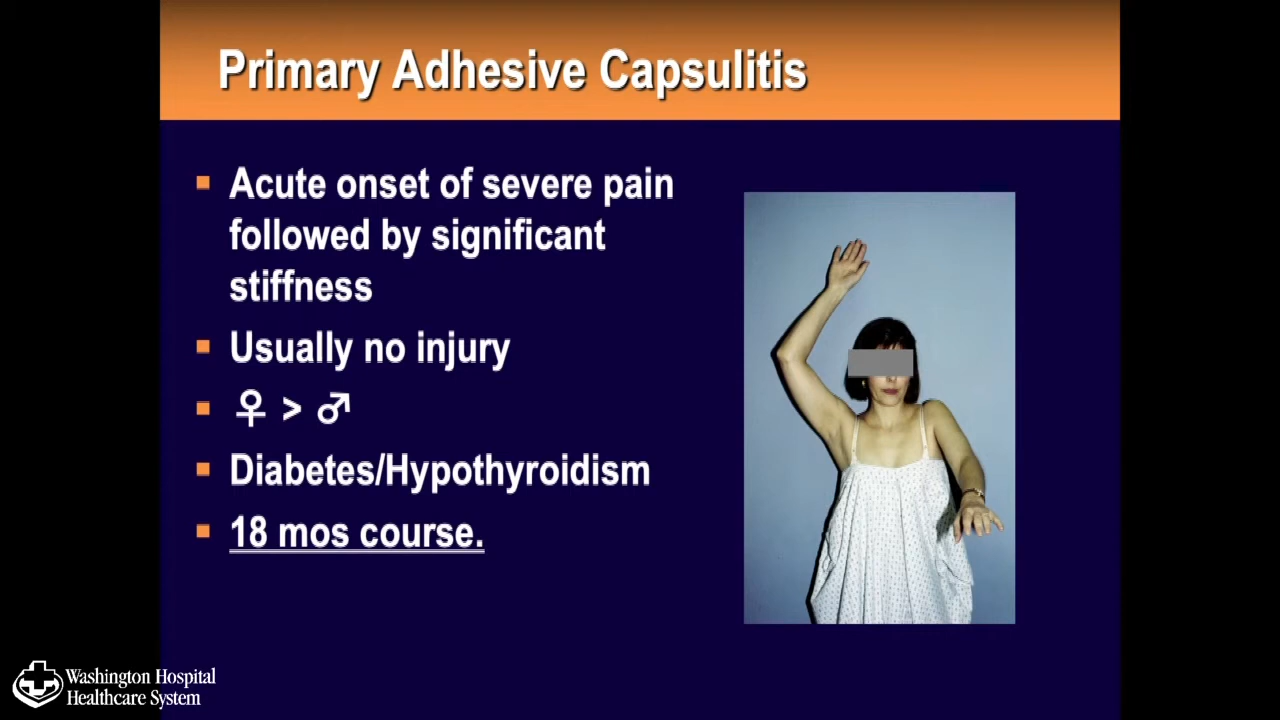 Primary Adhesive Capsulitis
Acute onset of severe pain
followed by significant
stiffness
Usually no injury
♀ > ♂
Diabetes/Hypothyroidism
18 mos course.
Washington Hospital
Healthcare System